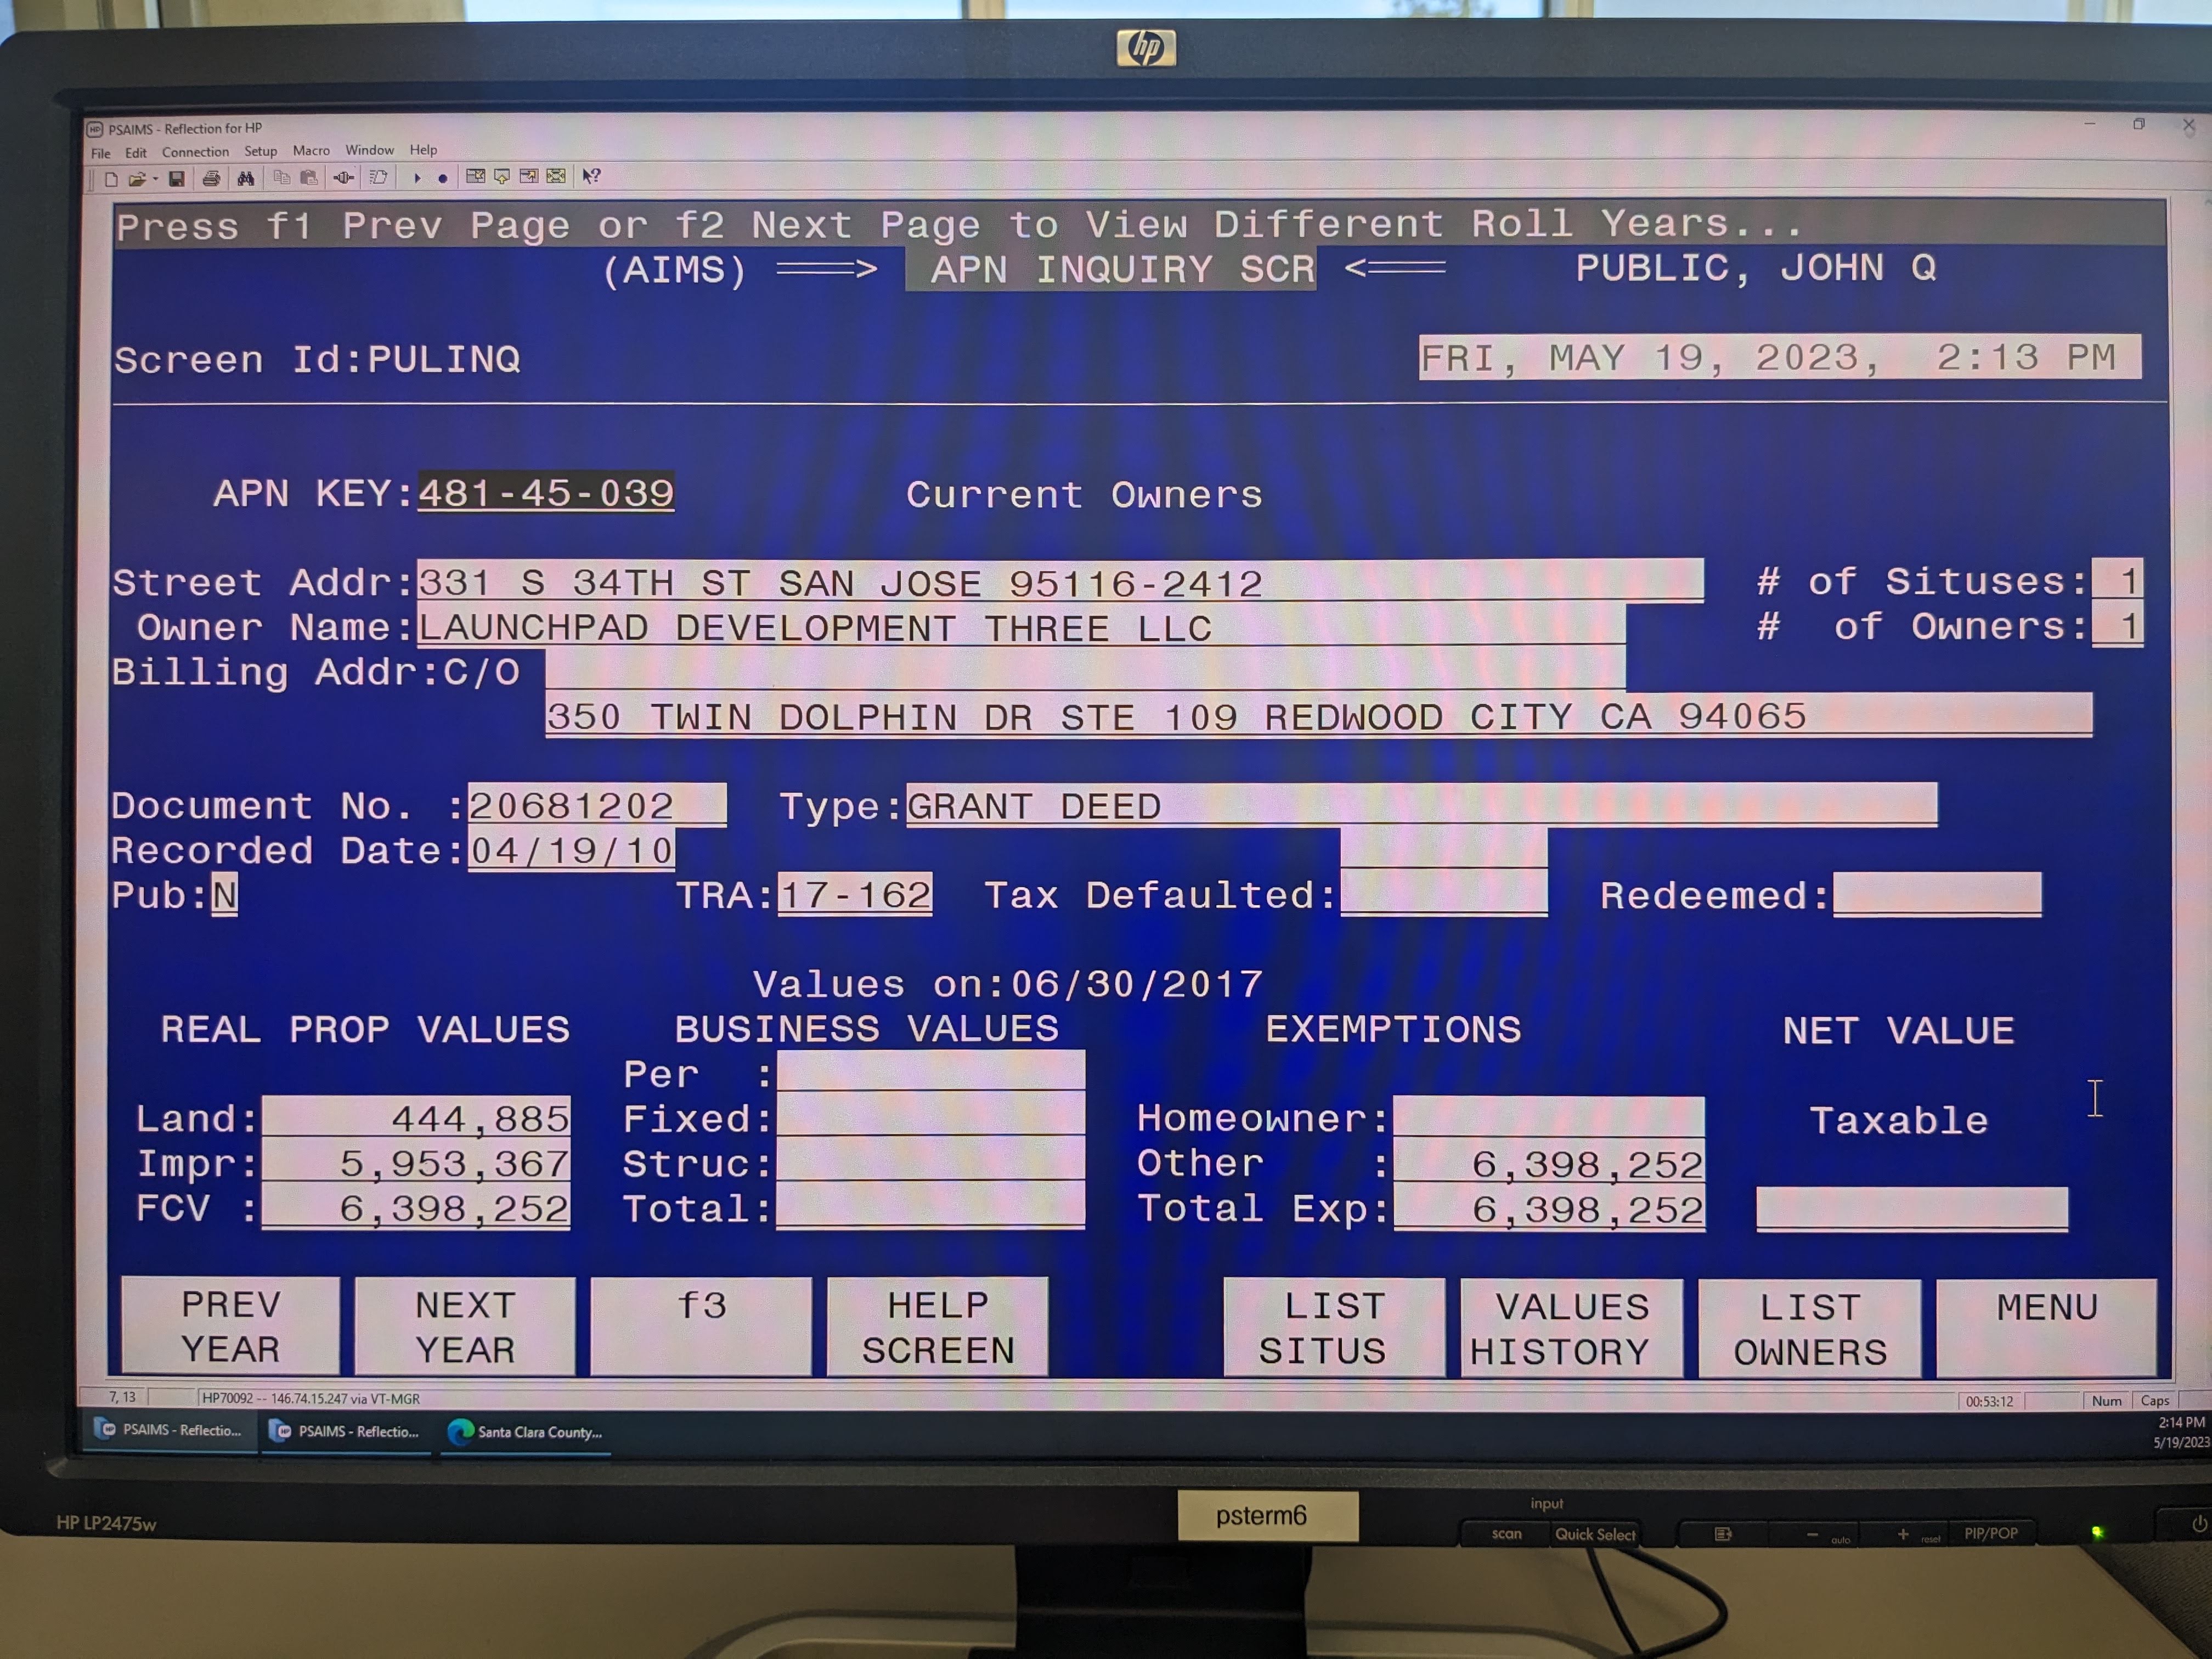 hp
PSAIMS - Reflection for HP
File Edit Connection Setup Macro Window Help
Press f1 Prev Page or f2 Next Page to View Different Roll Years...
(AIMS) ===> APN INQUIRY SCR <=== PUBLIC, JOHN Q
Screen Id:PULINQ FRI, MAY 19, 2023, 2:13 PM
APN KEY:481-45-039 Current Owners
Street Addr:331 S 34TH ST SAN JOSE 95116-2412 # of Situses: 1
Owner Name:LAUNCHPAD DEVELOPMENT THREE LLC # of Owners: 1
Billing Addr:C/O
350 TWIN DOLPHIN DR STE 109 REDWOOD CITY CA 94065
Document No. :20681202 Type:GRANT DEED
Recorded Date:04/19/10
Pub:N TRA:17-162 Tax Defaulted: Redeemed:
Values on:06/30/2017
REAL PROP VALUES BUSINESS VALUES EXEMPTIONS NET VALUE
Per :
Land: 444,885 Fixed: Homeowner: Taxable
Impr: 5,953,367 Struc: Other : 6,398,252
FCV : 6,398,252 Total: Total Exp: 6,398,252
PREV YEAR NEXT YEAR f3 HELP SCREEN LIST SITUS VALUES HISTORY LIST OWNERS MENU
7, 13 HP70092 -- 146.74.15.247 via VT-MGR 00:53:12 Num Caps
PSAIMS - Reflectio... PSAIMS - Reflectio... Santa Clara County... 2:14 PM
5/19/2023
HP LP2475w
psterm6
input
scan Quick Select - auto + reset PIP/POP